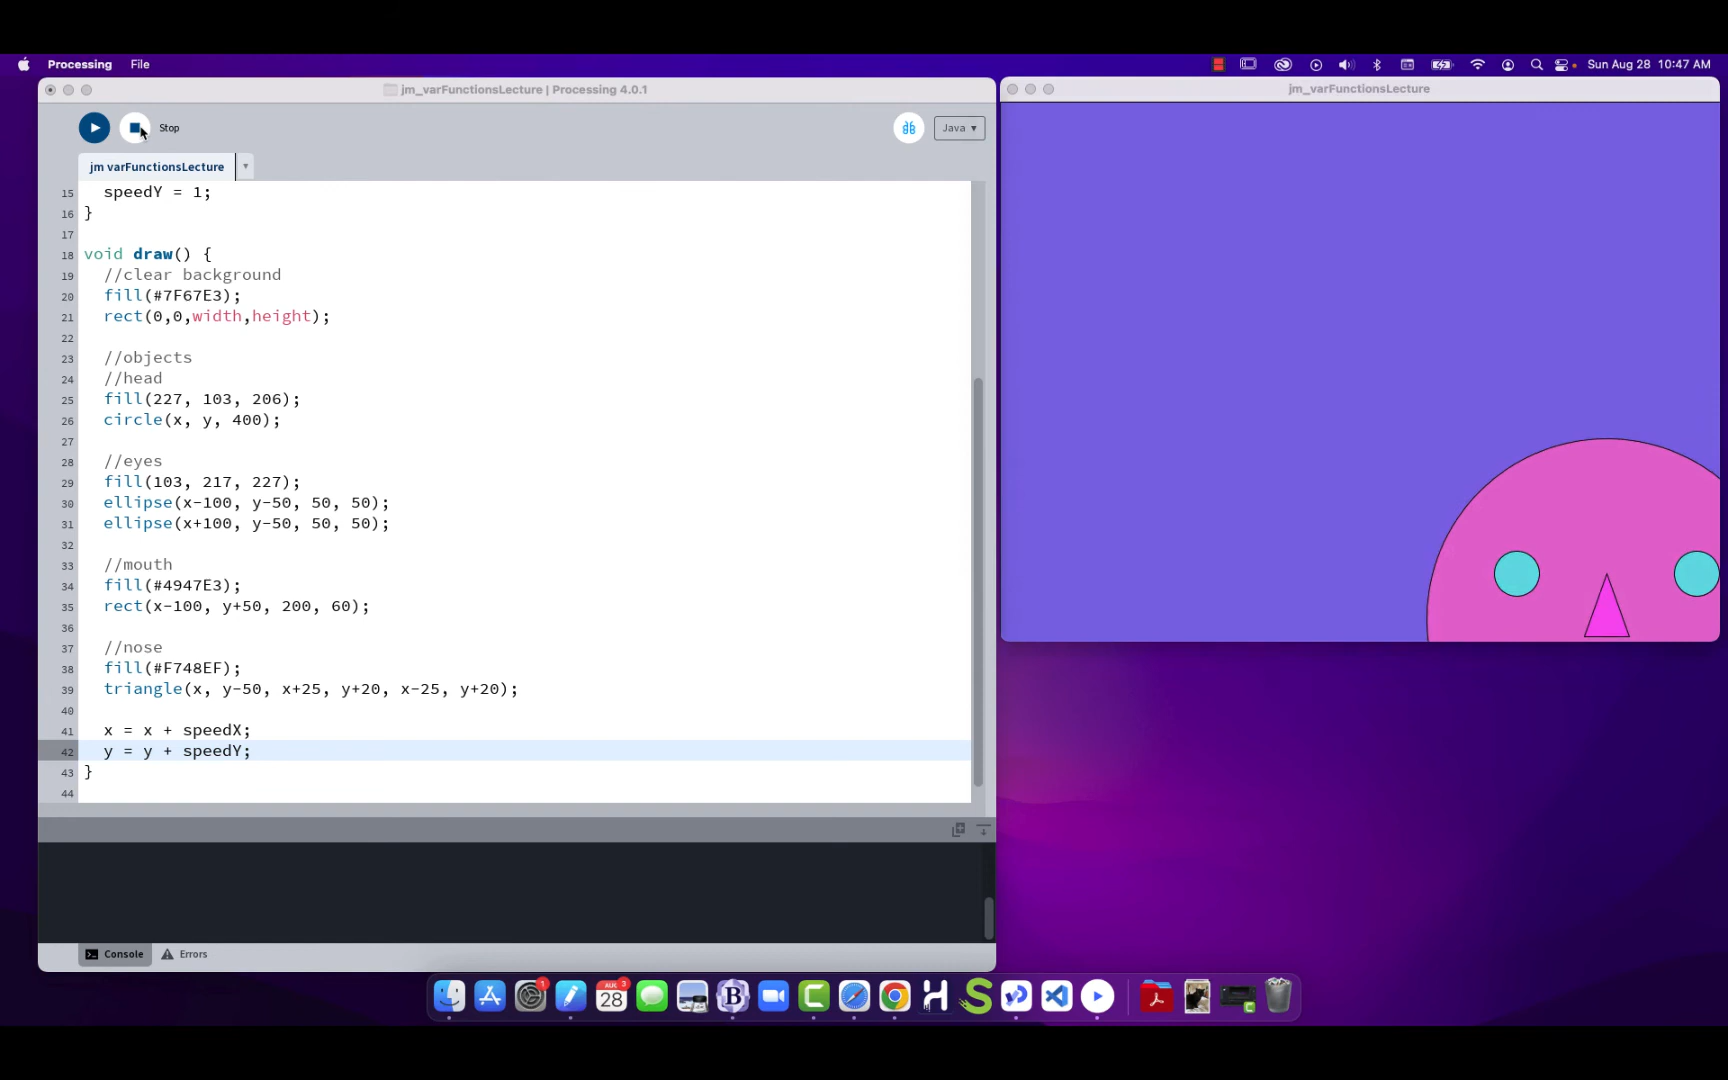 Processing File
Sun Aug 28 10:47 AM
jm_varFunctionsLecture | Processing 4.0.1
Stop
Java ▾
jm varFunctionsLecture
15 speedY = 1;
16 }
17
18 void draw() {
19 //clear background
20 fill(#7F67E3);
21 rect(0,0,width,height);
22
23 //objects
24 //head
25 fill(227, 103, 206);
26 circle(x, y, 400);
27
28 //eyes
29 fill(103, 217, 227);
30 ellipse(x-100, y-50, 50, 50);
31 ellipse(x+100, y-50, 50, 50);
32
33 //mouth
34 fill(#4947E3);
35 rect(x-100, y+50, 200, 60);
36
37 //nose
38 fill(#F748EF);
39 triangle(x, y-50, x+25, y+20, x-25, y+20);
40
41 x = x + speedX;
42 y = y + speedY;
43 }
44
Console Errors
jm_varFunctionsLecture
1
AUG 3
28